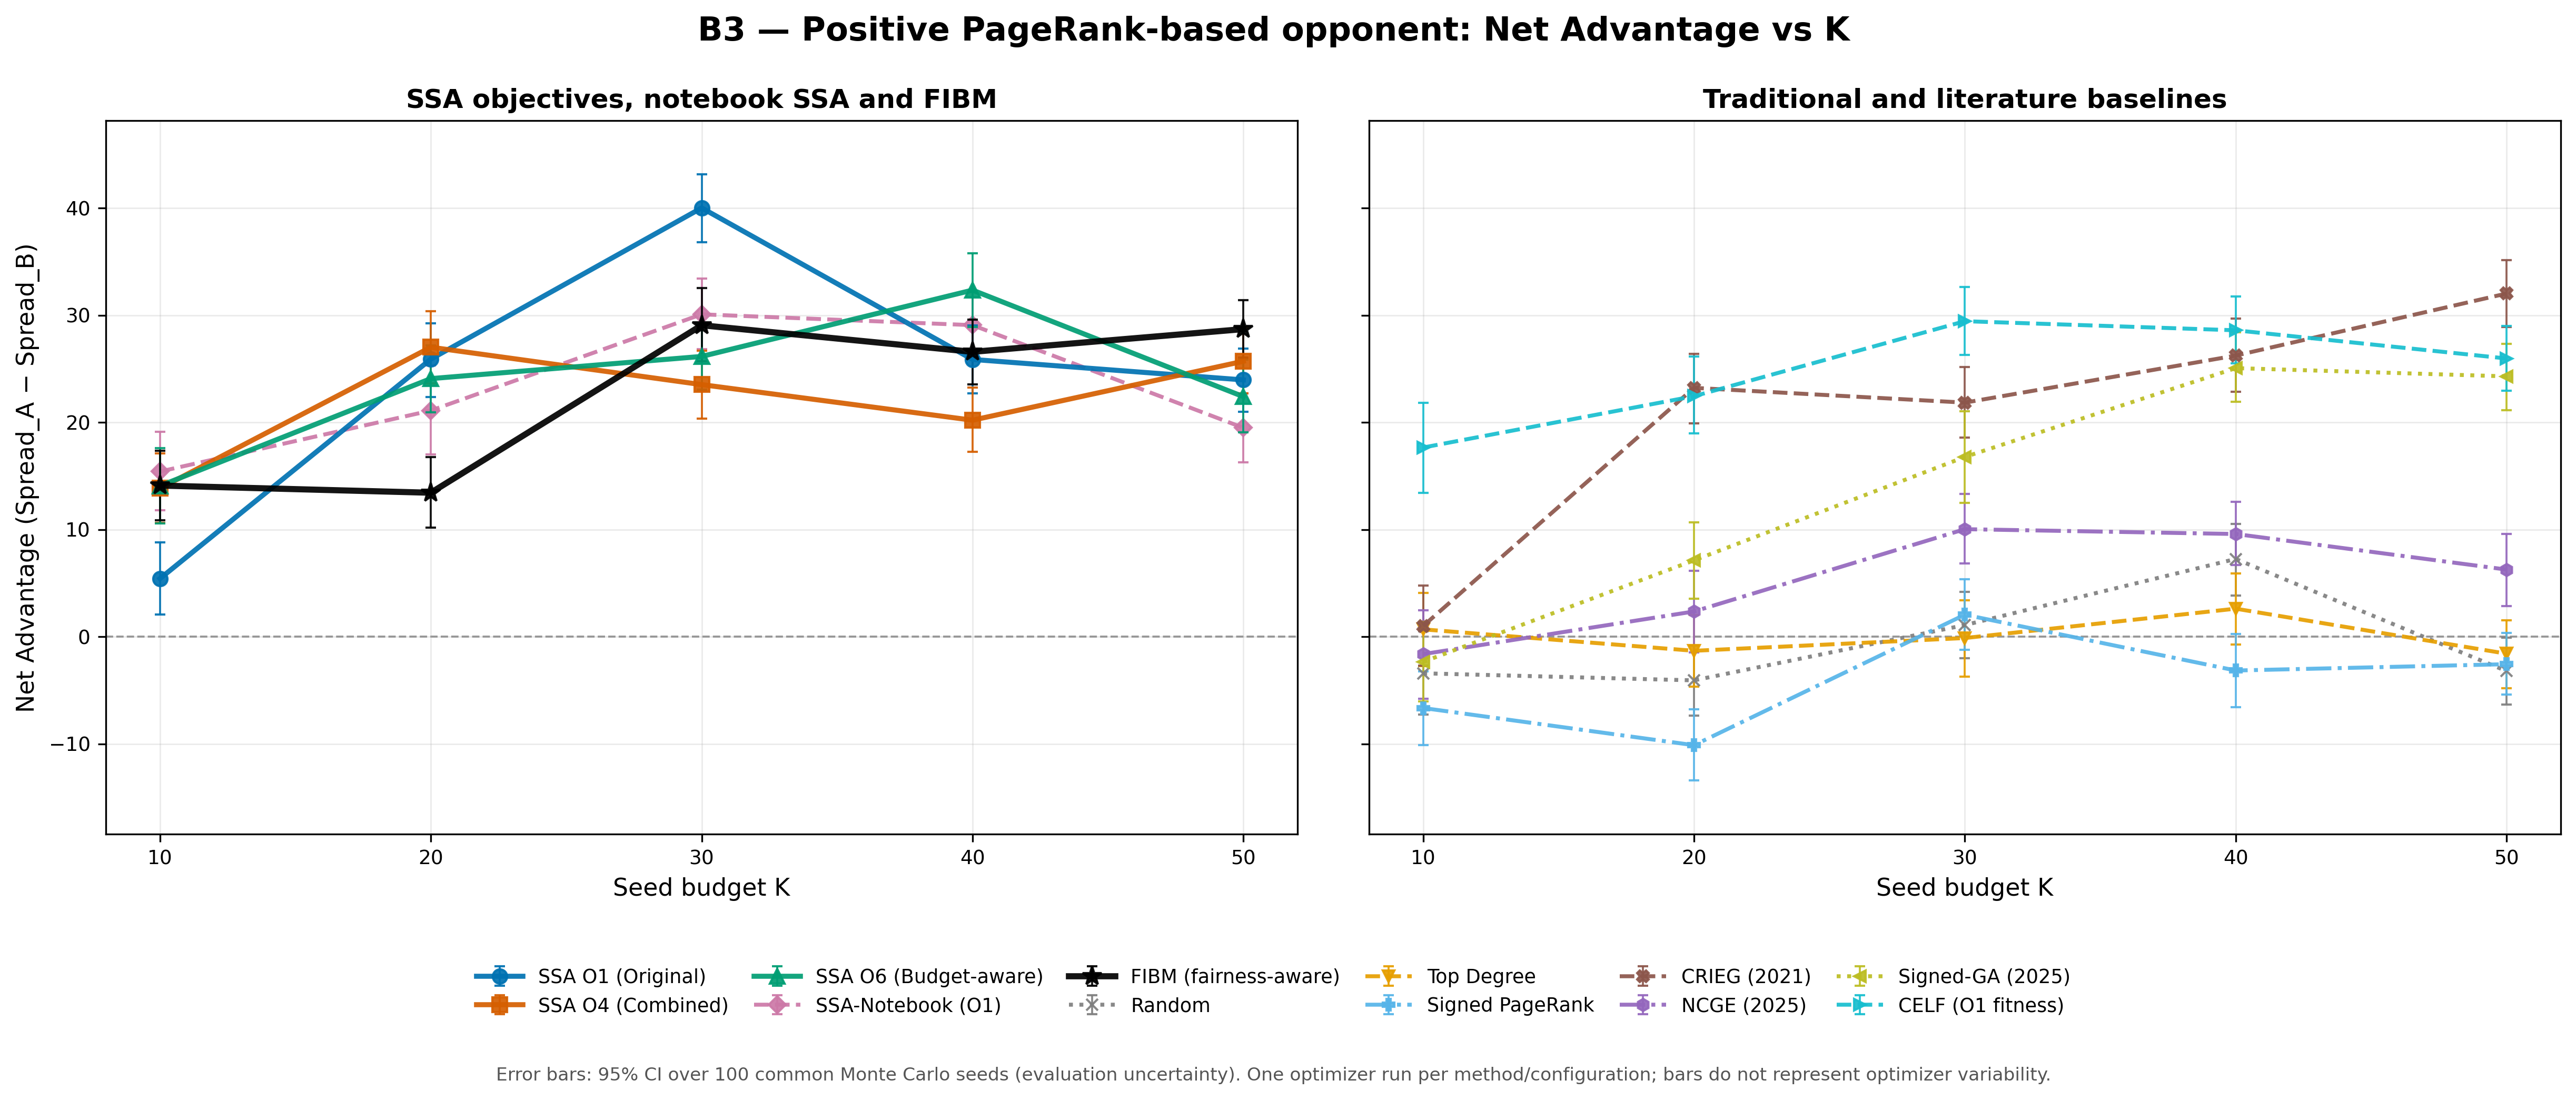 B3 — Positive PageRank-based opponent: Net Advantage vs K
SSA objectives, notebook SSA and FIBM
Traditional and literature baselines
Net Advantage (Spread_A − Spread_B)
40
30
20
10
0
−10
10
20
30
40
50
Seed budget K
10
20
30
40
50
Seed budget K
SSA O1 (Original)
SSA O4 (Combined)
SSA O6 (Budget-aware)
SSA-Notebook (O1)
FIBM (fairness-aware)
Random
Top Degree
Signed PageRank
CRIEG (2021)
NCGE (2025)
Signed-GA (2025)
CELF (O1 fitness)
Error bars: 95% CI over 100 common Monte Carlo seeds (evaluation uncertainty). One optimizer run per method/configuration; bars do not represent optimizer variability.